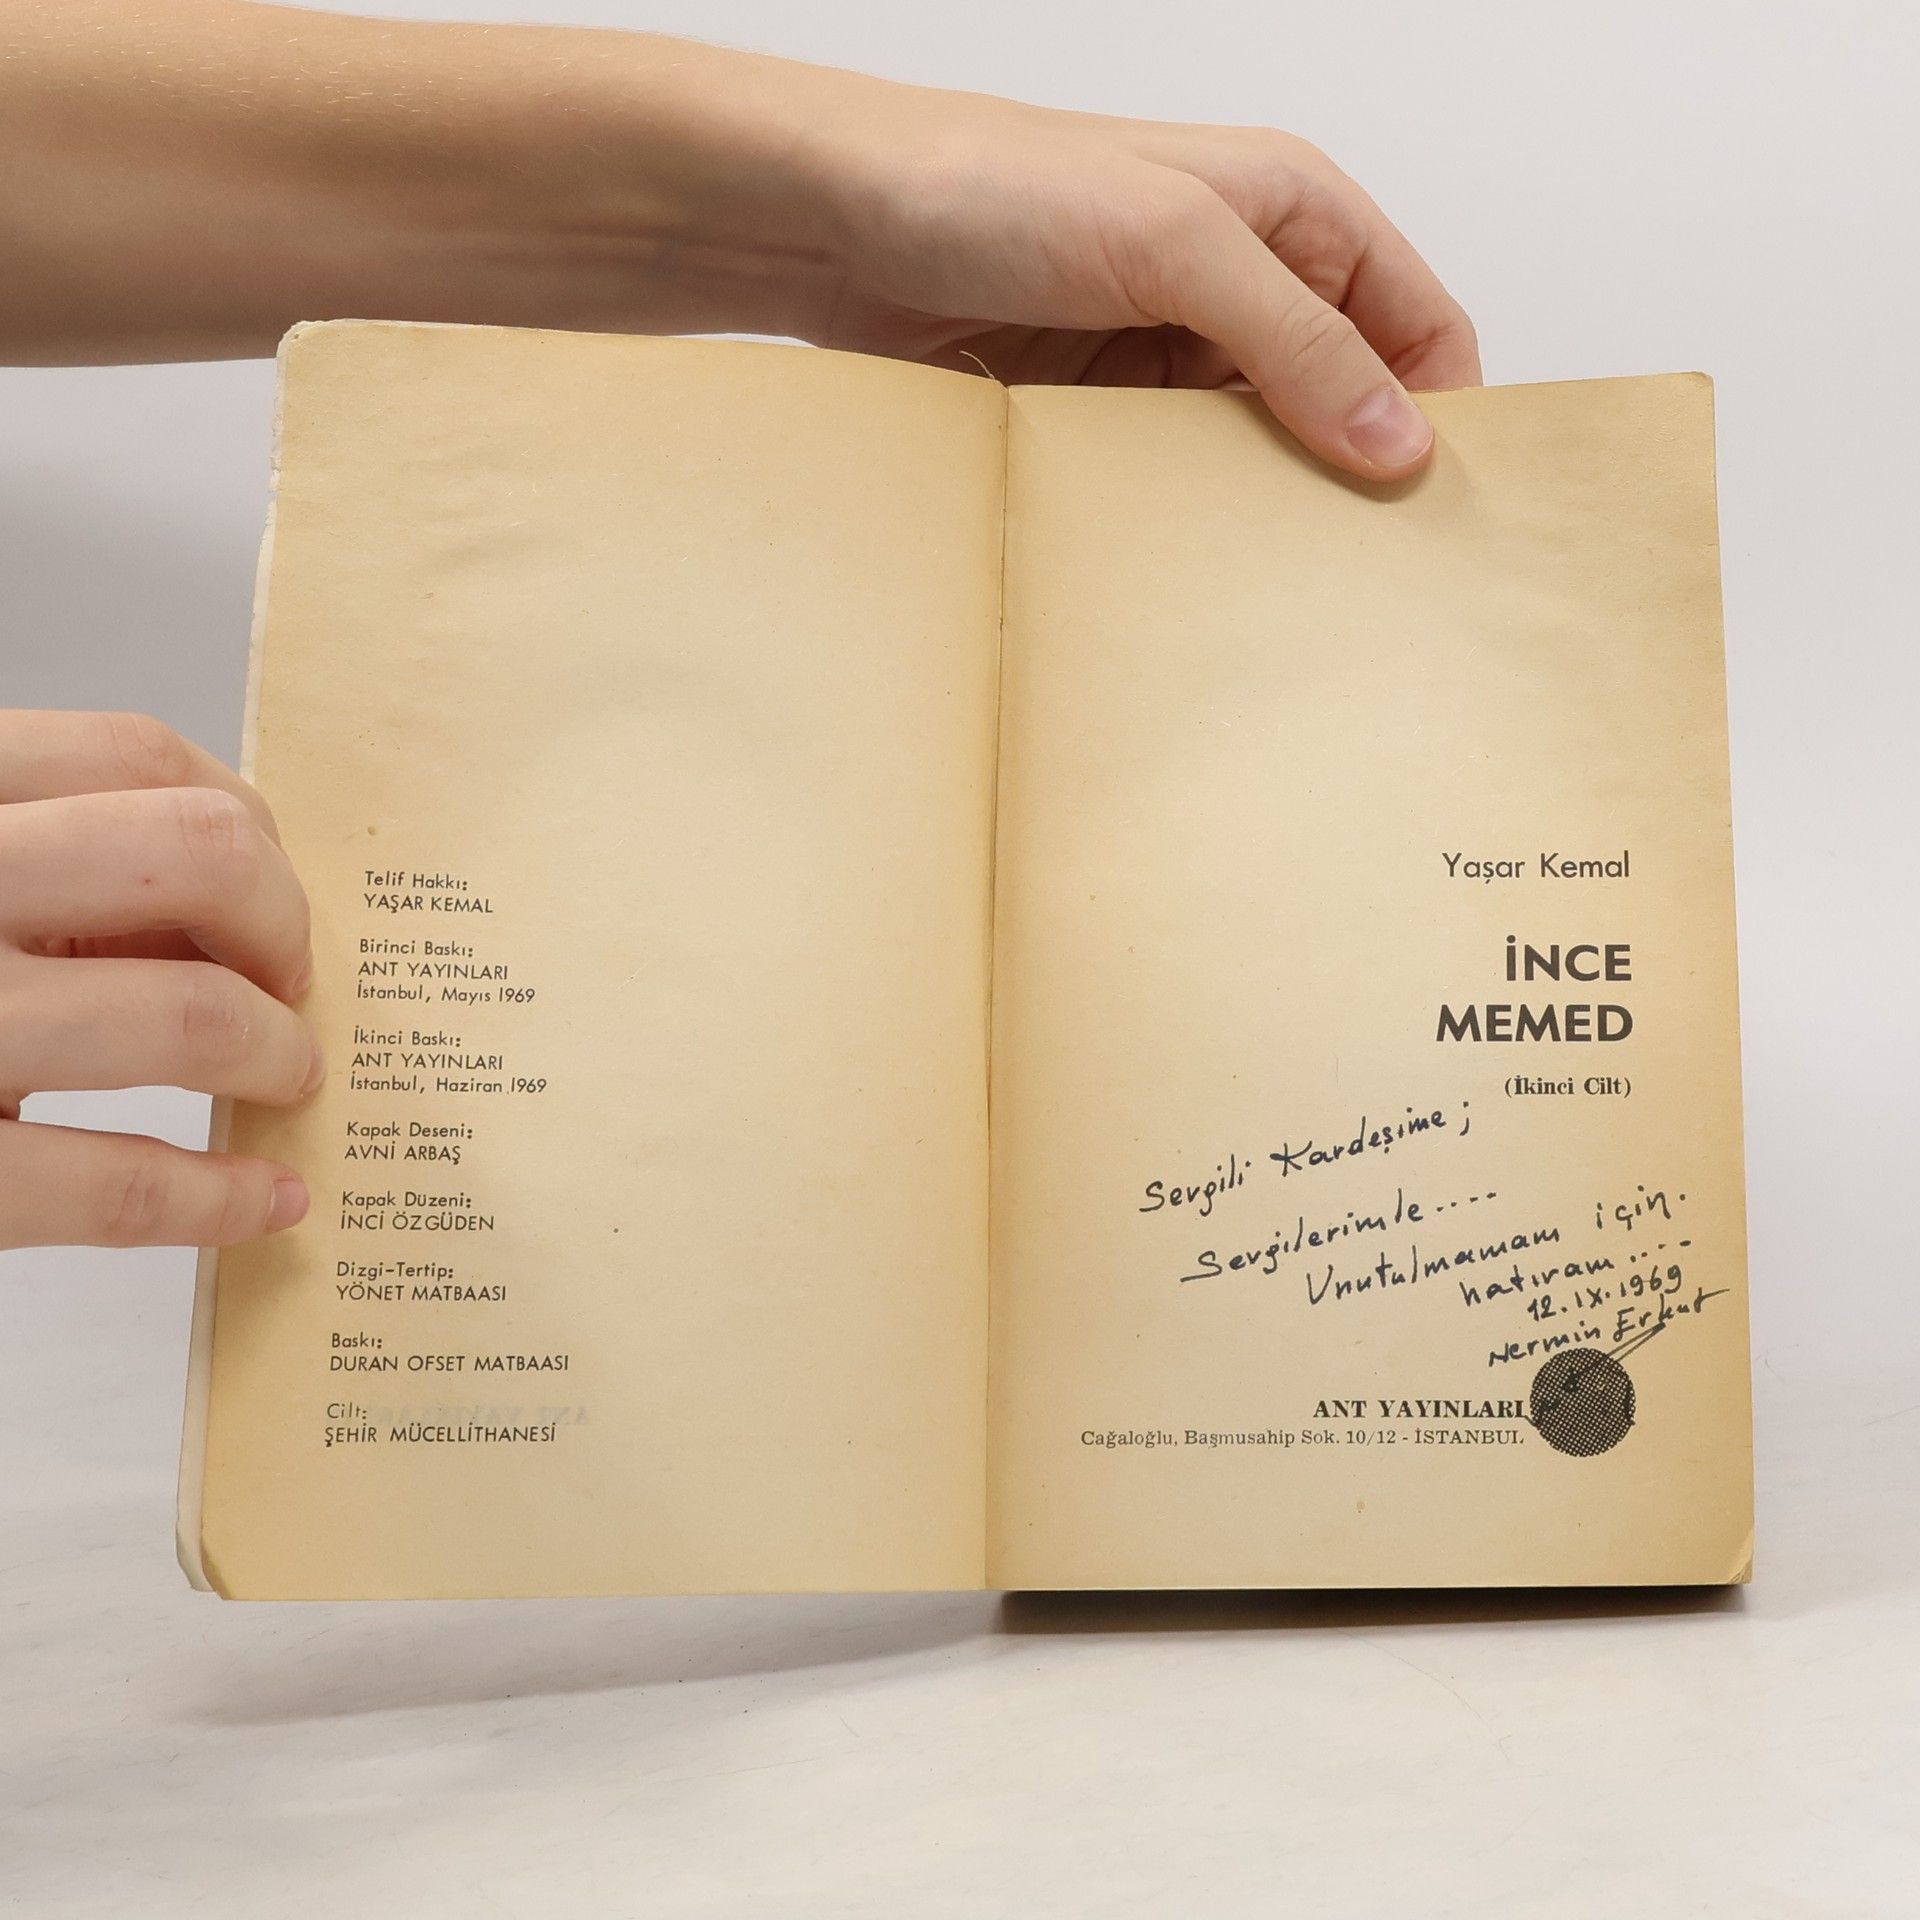 Telif Hakkı:
YAŞAR KEMAL
Birinci Baskı:
ANT YAYINLARI
İstanbul, Mayıs 1969
İkinci Baskı:
ANT YAYINLARI
İstanbul, Haziran 1969
Kapak Deseni:
AVNİ ARBAŞ
Kapak Düzeni:
İNCİ ÖZGÜDEN
Dizgi-Tertip:
YÖNET MATBAASI
Baskı:
DURAN OFSET MATBAASI
Cilt:
ŞEHİR MÜCELLİTHANESİ
Yaşar Kemal
İNCE
MEMED
(İkinci Cilt)
Sevgili Kardeşime;
Sevgilerimle....
Unutulmamam için.
hatıram....
12.IX.1969
Nermin Erkut
ANT YAYINLARI
Cağaloğlu, Başmusahip Sok. 10/12 - İSTANBUL